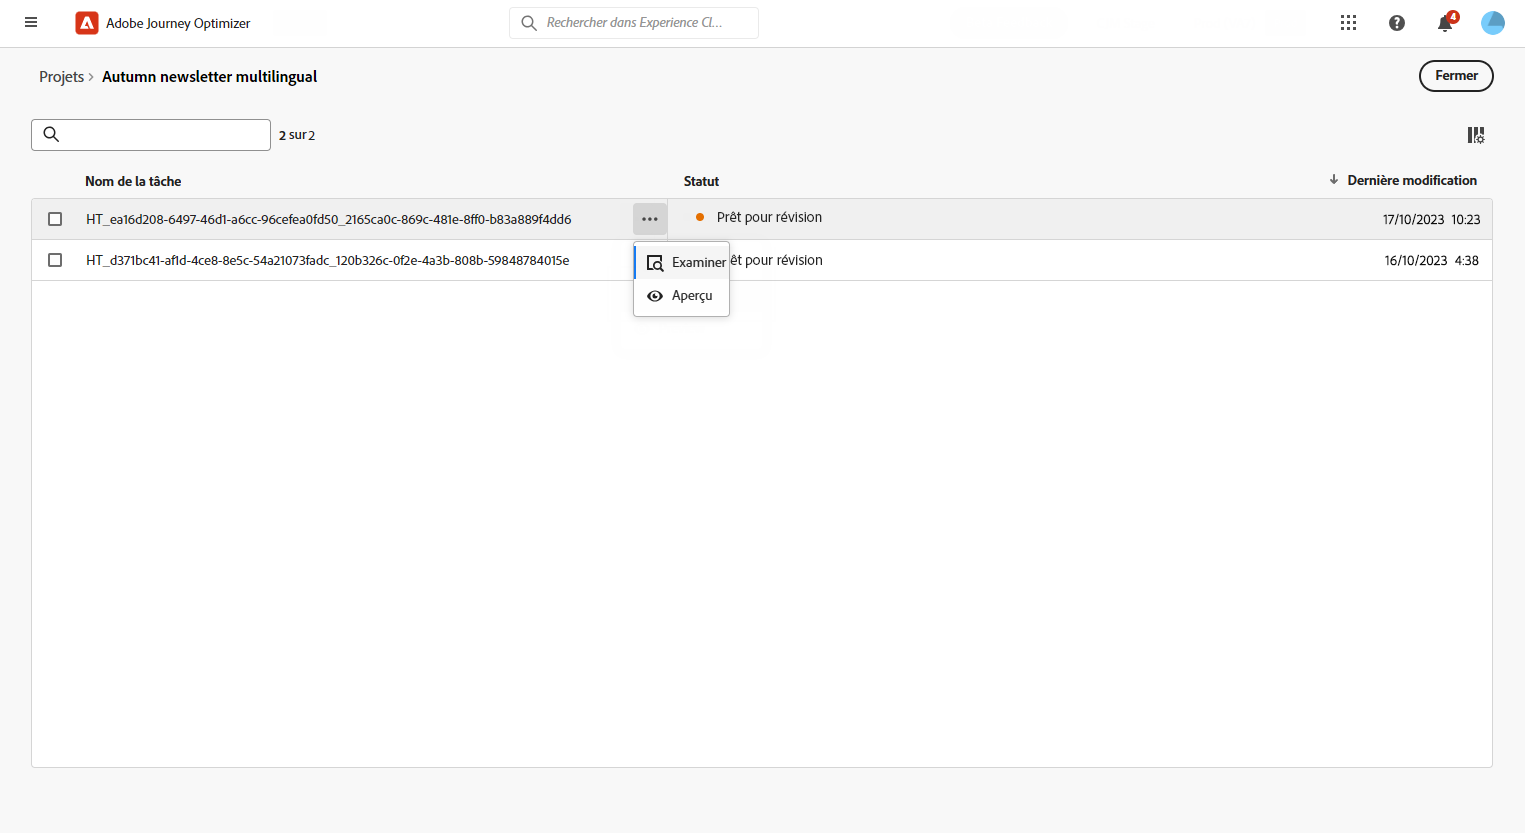 Adobe Journey Optimizer
Rechercher dans Experience Cl...
4
Projets > Autumn newsletter multilingual
Fermer
2 sur 2
Nom de la tâche Statut Dernière modification
HT_ea16d208-6497-46d1-a6cc-96cefea0fd50_2165ca0c-869c-481e-8ff0-b83a889f4dd6 Prêt pour révision 17/10/2023 10:23
HT_d371bc41-af1d-4ce8-8e5c-54a21073fadc_120b326c-0f2e-4a3b-808b-59848784015e êt pour révision 16/10/2023 4:38
Examiner
Aperçu